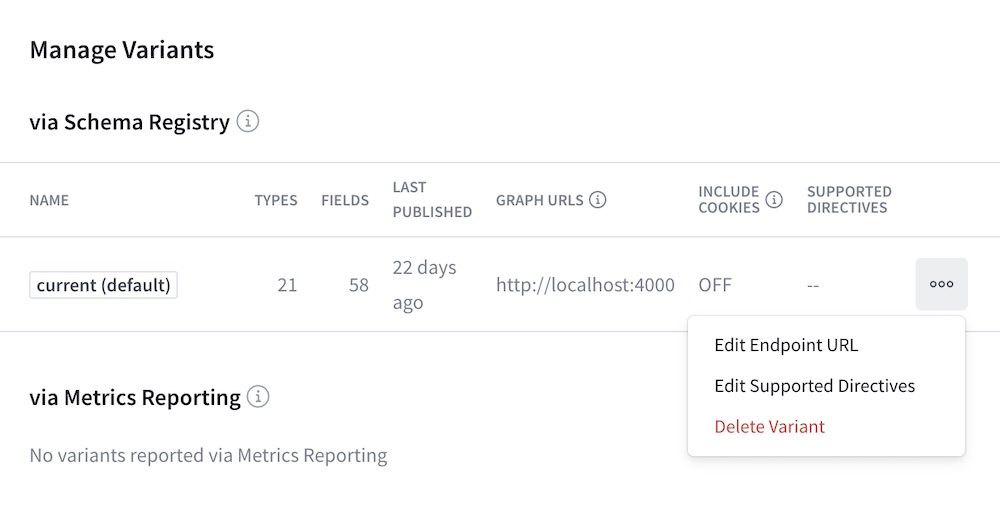 Manage Variants
via Schema Registry
NAME TYPES FIELDS LAST PUBLISHED GRAPH URLS INCLUDE COOKIES SUPPORTED DIRECTIVES
current (default) 21 58 22 days ago http://localhost:4000 OFF --
Edit Endpoint URL
Edit Supported Directives
Delete Variant
via Metrics Reporting
No variants reported via Metrics Reporting